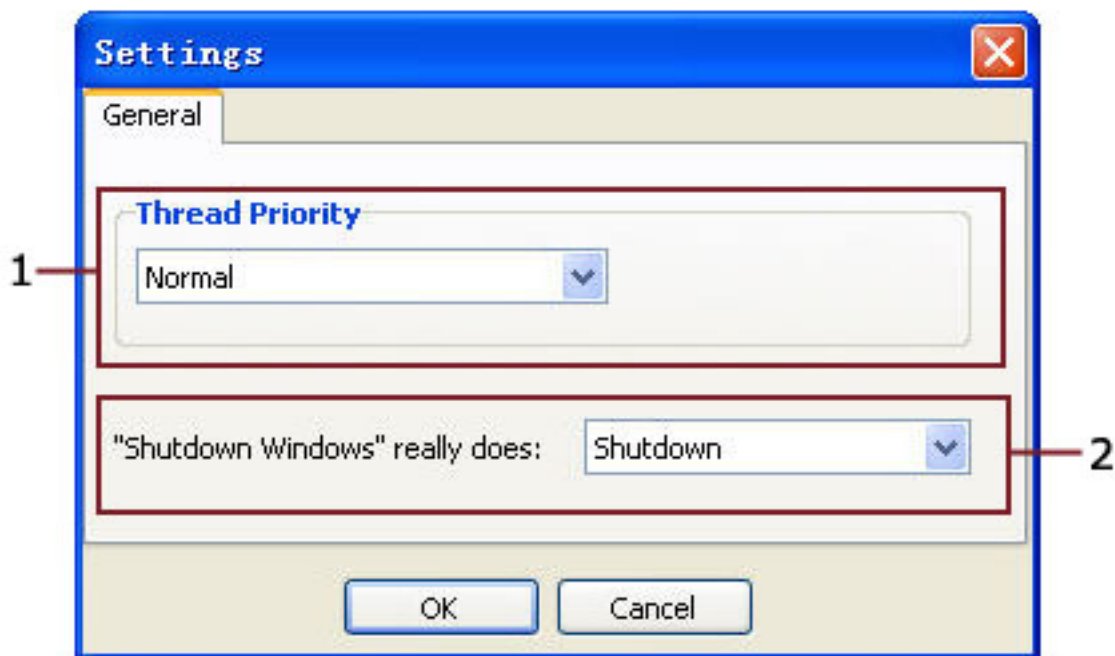 Settings
General
Thread Priority
1
Normal
"Shutdown Windows" really does:
Shutdown
2
OK
Cancel